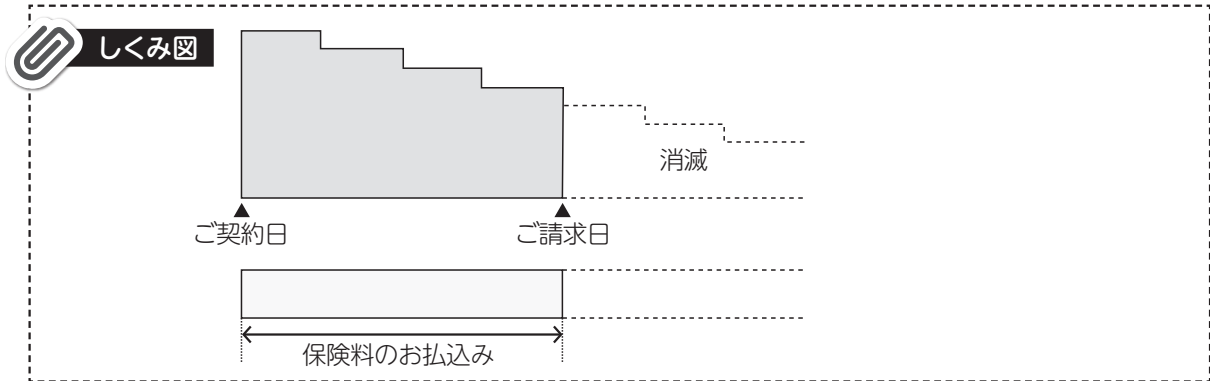 しくみ図
消滅
▲
▲
ご契約日
ご請求日
保険料のお払込み